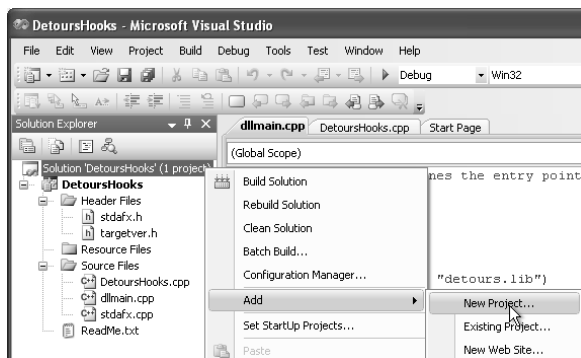 DetoursHooks - Microsoft Visual Studio
File Edit View Project Build Debug Tools Test Window Help
Debug Win32
Solution Explorer
dllmain.cpp DetoursHooks.cpp Start Page
(Global Scope)
Solution 'DetoursHooks' (1 project)
DetoursHooks
Header Files
stdafx.h
targetver.h
Resource Files
Source Files
DetoursHooks.cpp
dllmain.cpp
stdafx.cpp
ReadMe.txt
nes the entry point
"detours.lib")
Build Solution
Rebuild Solution
Clean Solution
Batch Build...
Configuration Manager...
Add
Set StartUp Projects...
Paste
New Project...
Existing Project...
New Web Site...